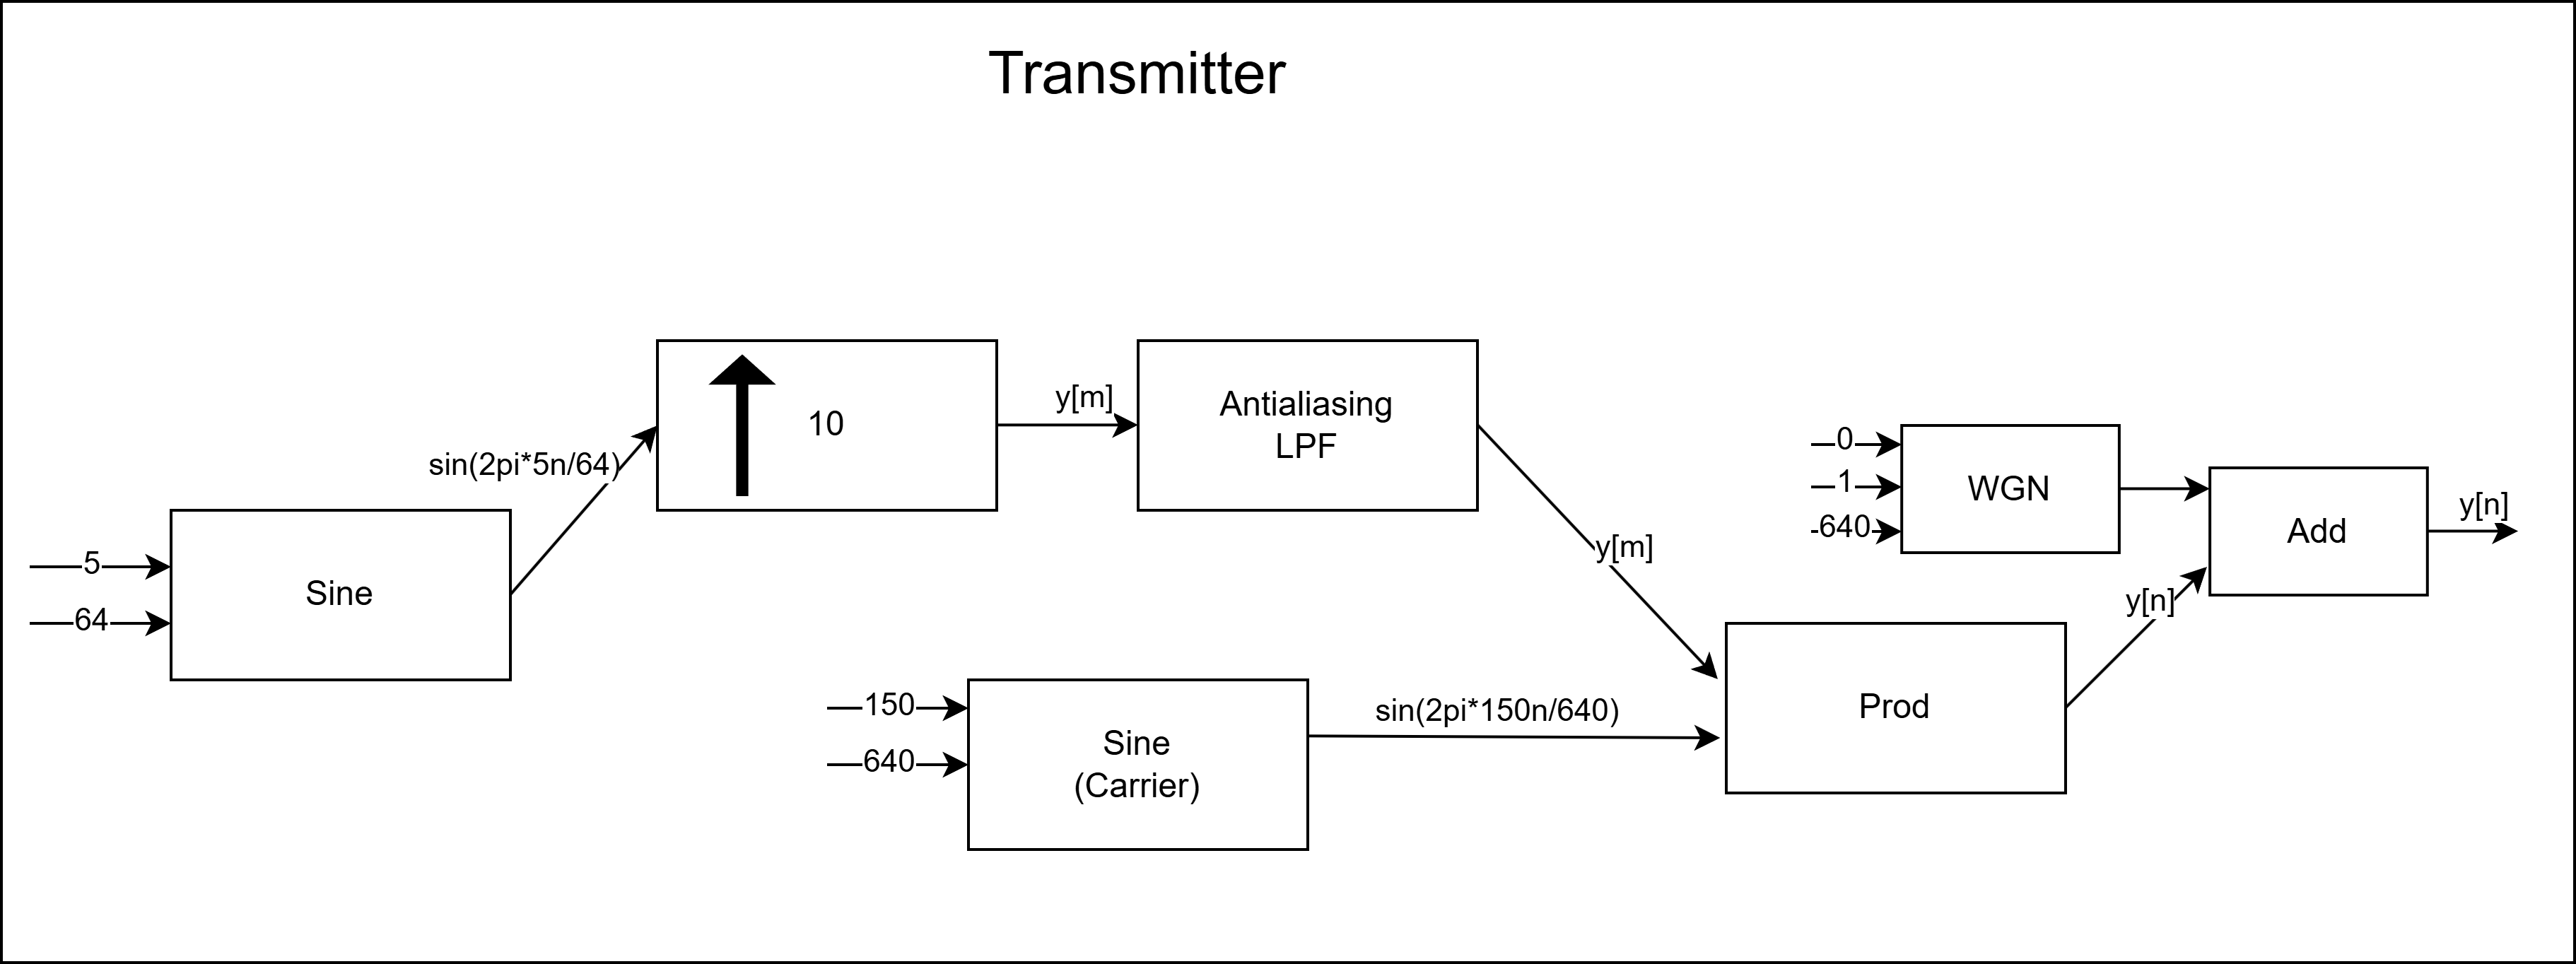 Transmitter
10
y[m]
Antialiasing
LPF
sin(2pi*5n/64)
5
64
Sine
y[m]
150
640
Sine
(Carrier)
sin(2pi*150n/640)
Prod
0
1
-640
WGN
y[n]
Add
y[n]